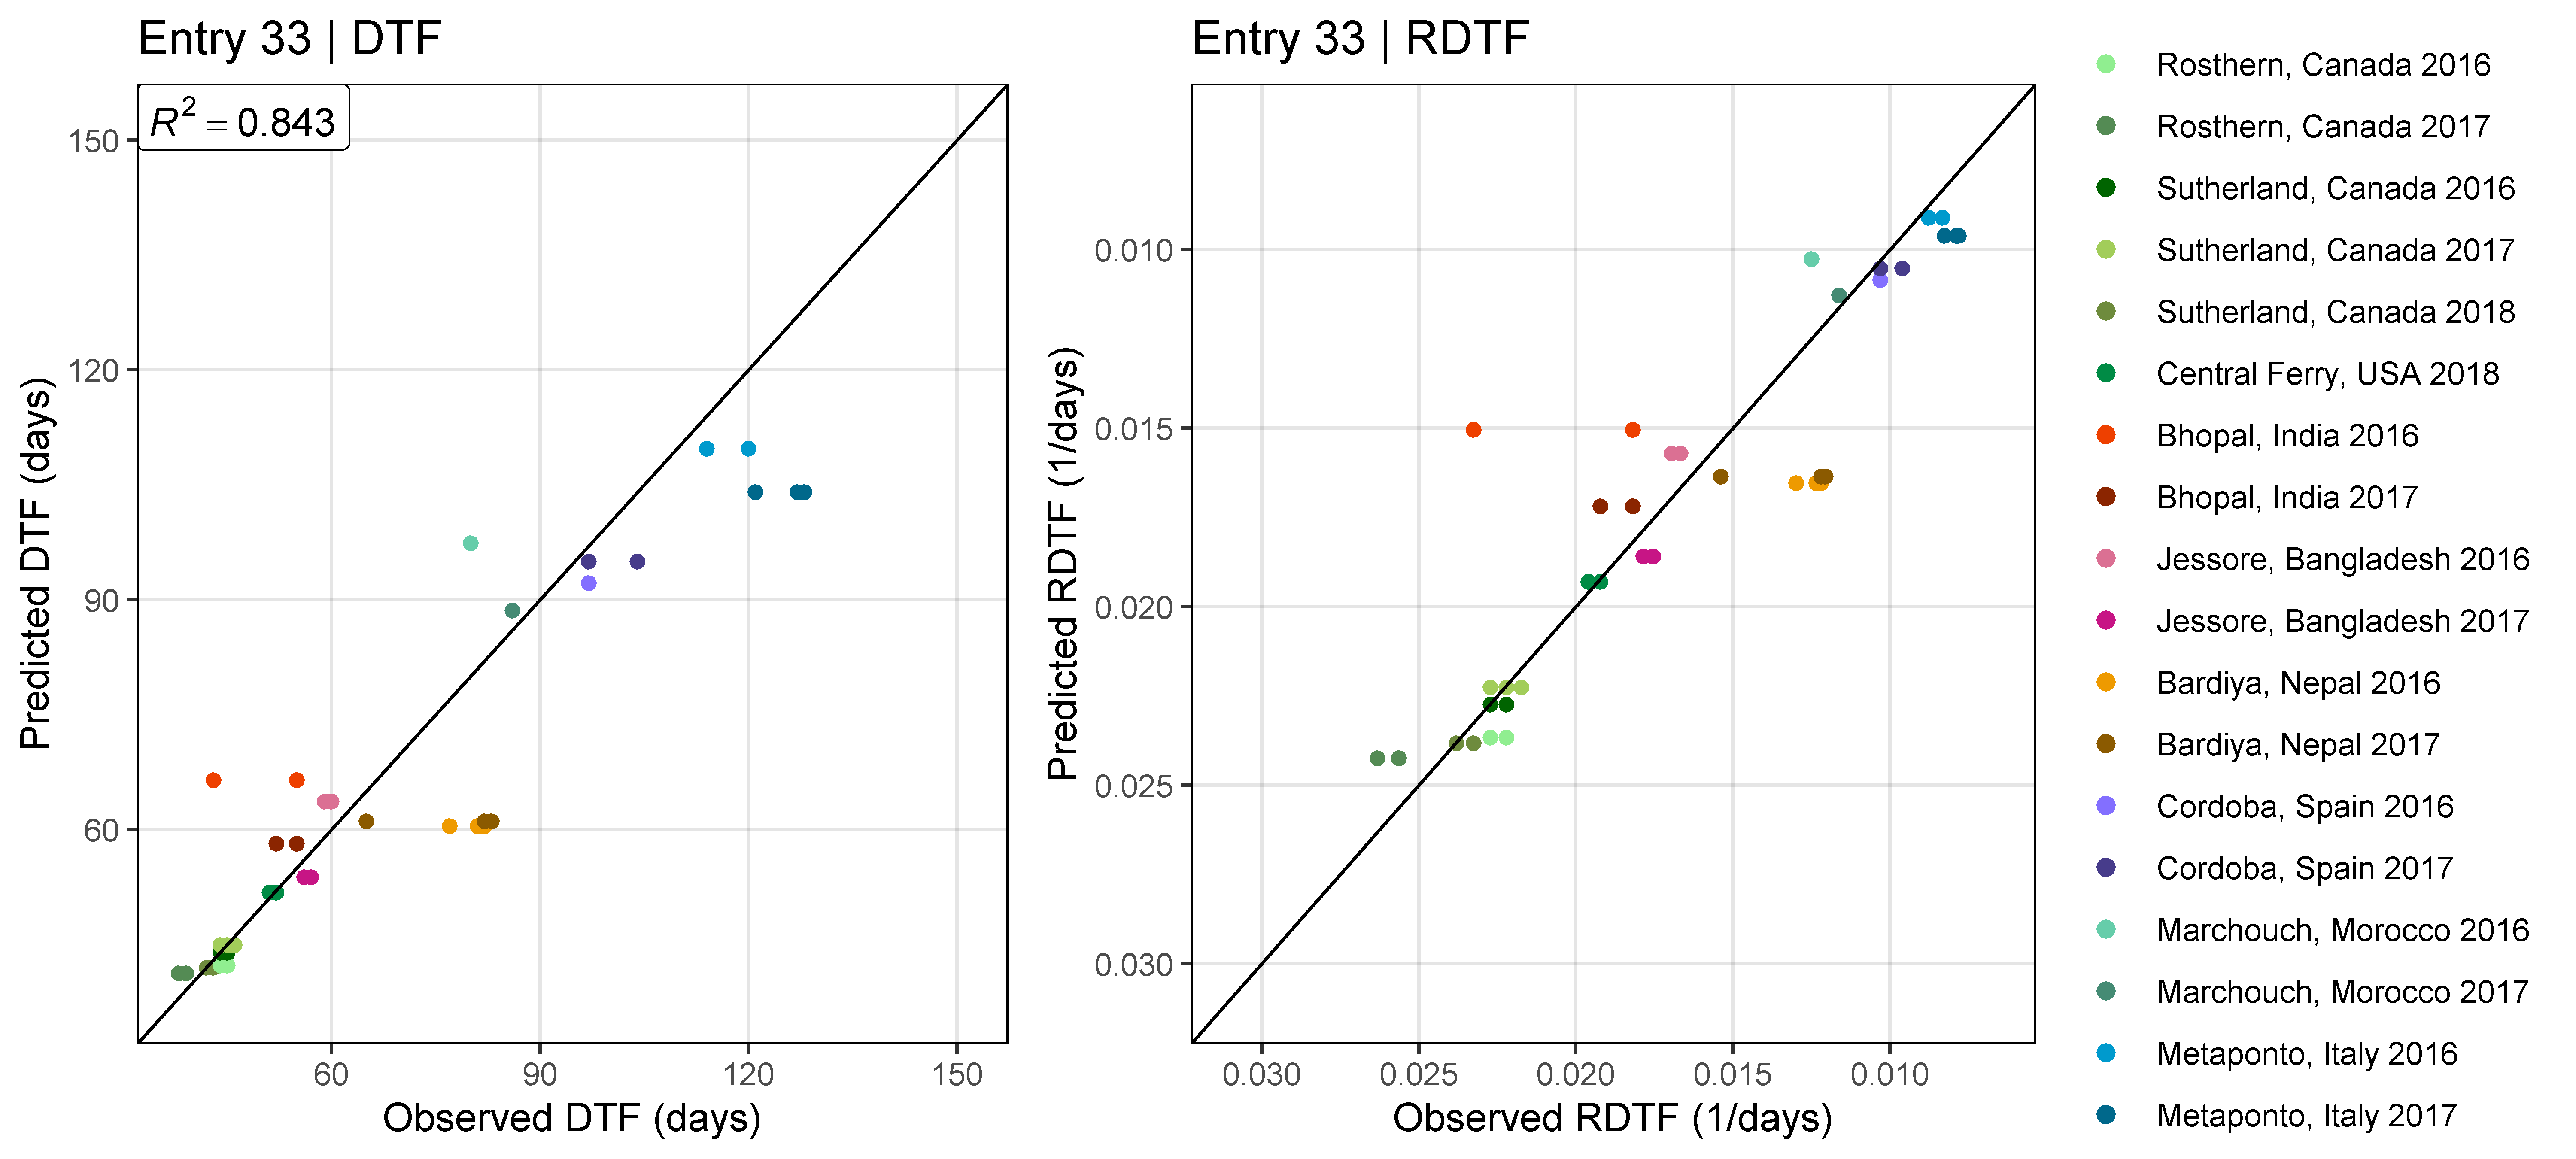 Entry 33 | DTF
R² = 0.843
150
120
90
60
60 90 120 150
Predicted DTF (days)
Observed DTF (days)
Entry 33 | RDTF
0.010
0.015
0.020
0.025
0.030
0.030 0.025 0.020 0.015 0.010
Predicted RDTF (1/days)
Observed RDTF (1/days)
Rosthern, Canada 2016
Rosthern, Canada 2017
Sutherland, Canada 2016
Sutherland, Canada 2017
Sutherland, Canada 2018
Central Ferry, USA 2018
Bhopal, India 2016
Bhopal, India 2017
Jessore, Bangladesh 2016
Jessore, Bangladesh 2017
Bardiya, Nepal 2016
Bardiya, Nepal 2017
Cordoba, Spain 2016
Cordoba, Spain 2017
Marchouch, Morocco 2016
Marchouch, Morocco 2017
Metaponto, Italy 2016
Metaponto, Italy 2017